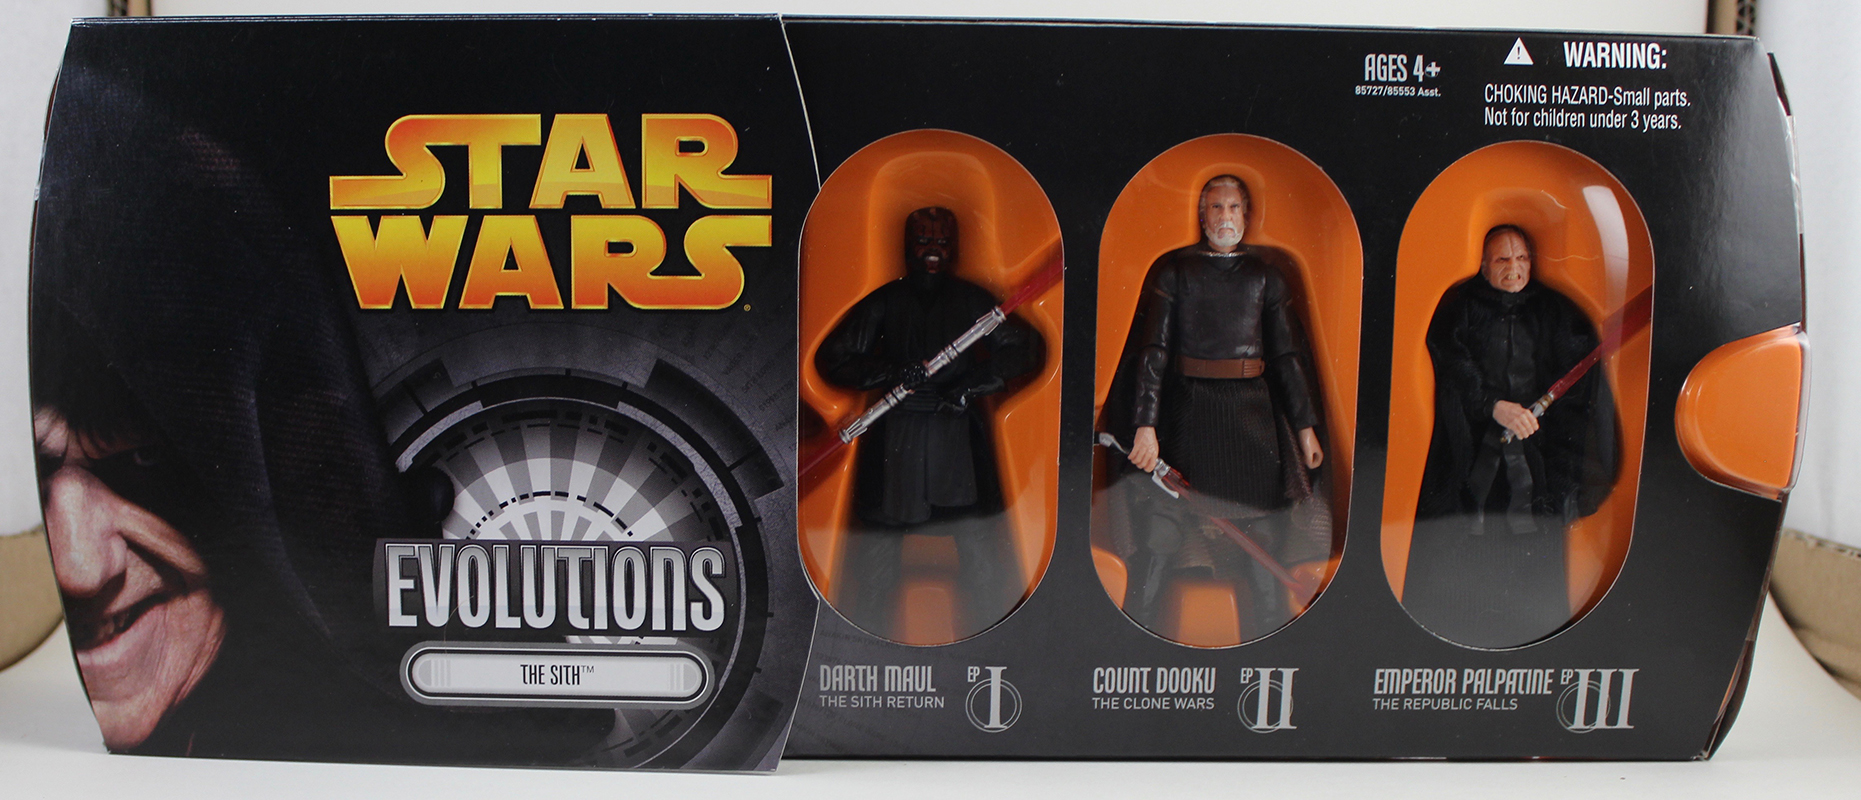 STAR
WARS
EVOLUTIONS
THE SITH™
AGES 4+
85727/85553 Asst.
WARNING:
CHOKING HAZARD-Small parts.
Not for children under 3 years.
DARTH MAUL
THE SITH RETURN
EP I
COUNT DOOKU
THE CLONE WARS
EP II
EMPEROR PALPATINE
THE REPUBLIC FALLS
EP III